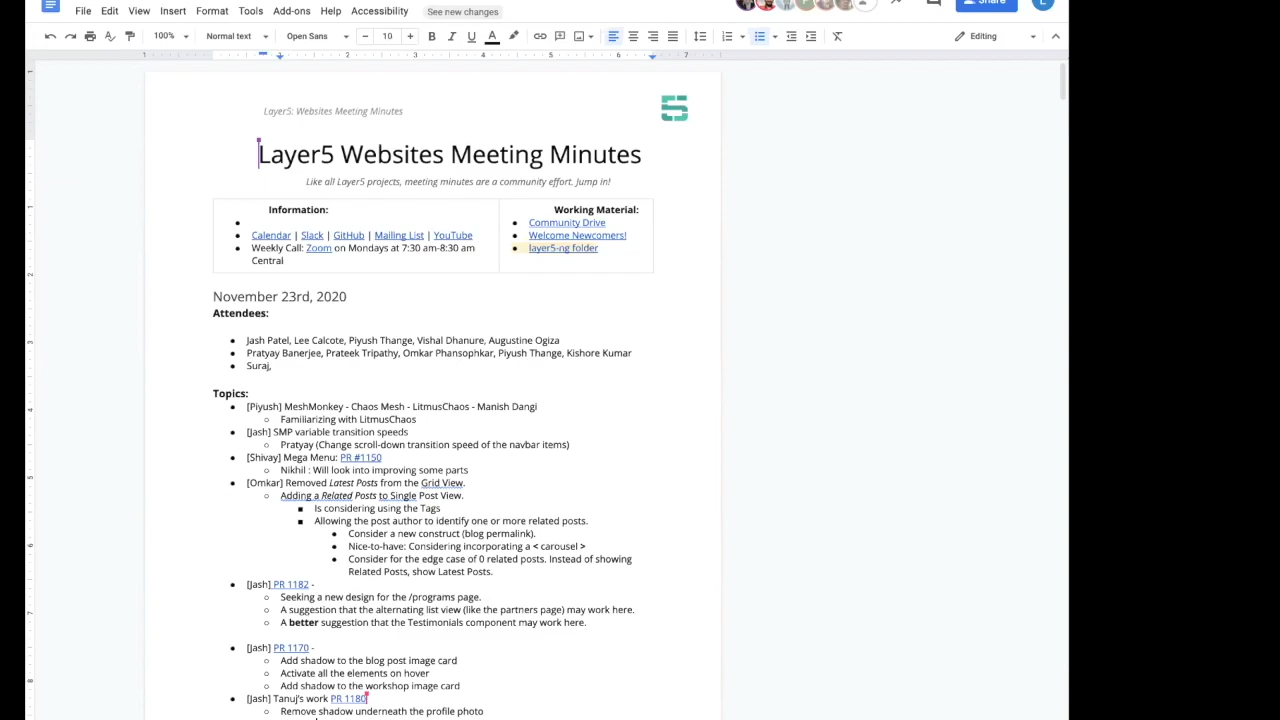 File Edit View Insert Format Tools Add-ons Help Accessibility See new changes Share
100% Normal text Open Sans 10 Editing
1 1 2 3 4 5 6 7
Layer5: Websites Meeting Minutes
Layer5 Websites Meeting Minutes
Like all Layer5 projects, meeting minutes are a community effort. Jump in!
Information:
Calendar | Slack | GitHub | Mailing List | YouTube
Weekly Call: Zoom on Mondays at 7:30 am-8:30 am
Central
Working Material:
Community Drive
Welcome Newcomers!
layer5-ng folder
November 23rd, 2020
Attendees:
Jash Patel, Lee Calcote, Piyush Thange, Vishal Dhanure, Augustine Ogiza
Pratyay Banerjee, Prateek Tripathy, Omkar Phansophkar, Piyush Thange, Kishore Kumar
Suraj,
Topics:
[Piyush] MeshMonkey - Chaos Mesh - LitmusChaos - Manish Dangi
Familiarizing with LitmusChaos
[Jash] SMP variable transition speeds
Pratyay (Change scroll-down transition speed of the navbar items)
[Shivay] Mega Menu: PR #1150
Nikhil : Will look into improving some parts
[Omkar] Removed Latest Posts from the Grid View.
Adding a Related Posts to Single Post View.
Is considering using the Tags
Allowing the post author to identify one or more related posts.
Consider a new construct (blog permalink).
Nice-to-have: Considering incorporating a < carousel >
Consider for the edge case of 0 related posts. Instead of showing
Related Posts, show Latest Posts.
[Jash] PR 1182 -
Seeking a new design for the /programs page.
A suggestion that the alternating list view (like the partners page) may work here.
A better suggestion that the Testimonials component may work here.
[Jash] PR 1170 -
Add shadow to the blog post image card
Activate all the elements on hover
Add shadow to the workshop image card
[Jash] Tanuj's work PR 1180
Remove shadow underneath the profile photo